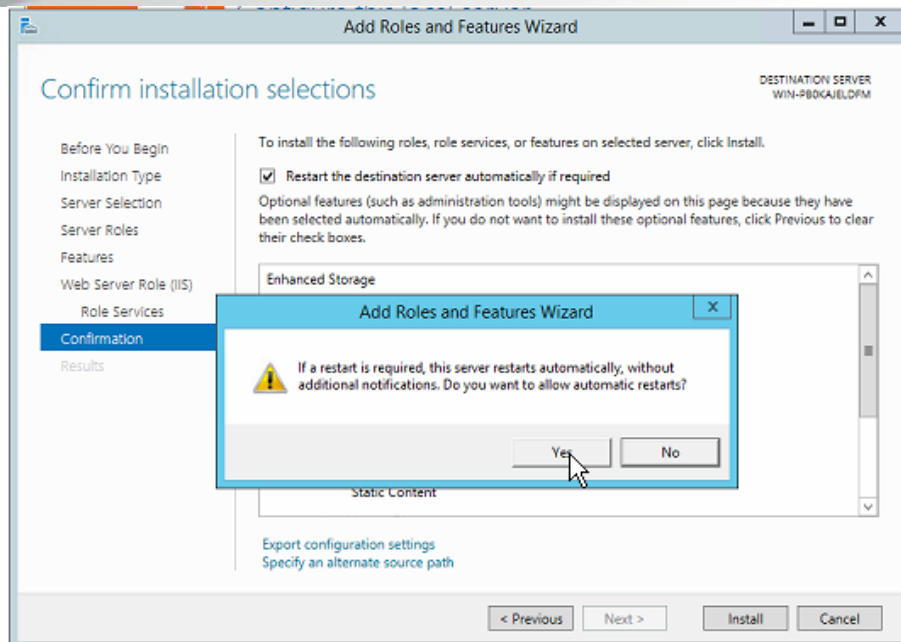 Add Roles and Features Wizard
Confirm installation selections
DESTINATION SERVER
WIN-PB0KAJELDFM
Before You Begin
Installation Type
Server Selection
Server Roles
Features
Web Server Role (IIS)
Role Services
Confirmation
Results
To install the following roles, role services, or features on selected server, click Install.
Restart the destination server automatically if required
Optional features (such as administration tools) might be displayed on this page because they have
been selected automatically. If you do not want to install these optional features, click Previous to clear
their check boxes.
Enhanced Storage
Add Roles and Features Wizard
If a restart is required, this server restarts automatically, without
additional notifications. Do you want to allow automatic restarts?
Yes
No
Static Content
Export configuration settings
Specify an alternate source path
< Previous
Next >
Install
Cancel